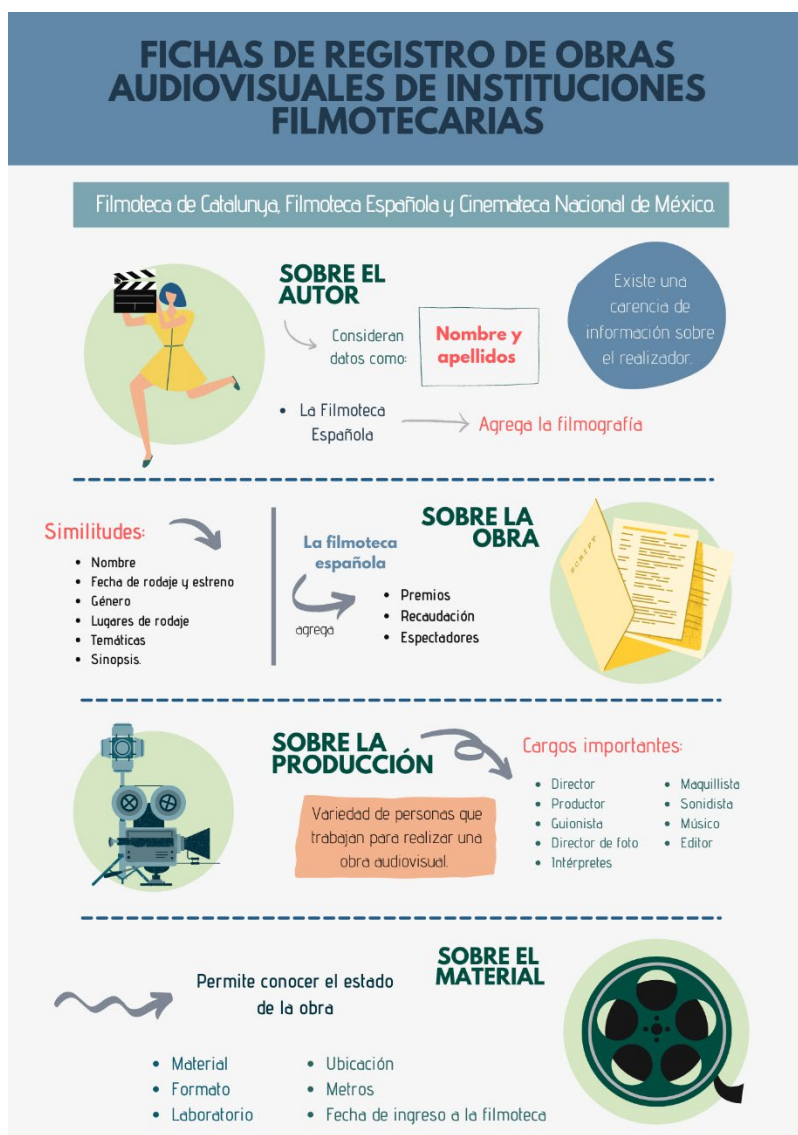 FICHAS DE REGISTRO DE OBRAS
AUDIOVISUALES DE INSTITUCIONES
FILMOTECARIAS
Filmoteca de Catalunya, Filmoteca Española y Cinemateca Nacional de México.
SOBRE EL
AUTOR
Consideran
datos como:
Nombre y
apellidos
Existe una
carencia de
información sobre
el realizador.
• La Filmoteca
Española
Agrega la filmografía
Similitudes:
• Nombre
• Fecha de rodaje y estreno
• Género
• Lugares de rodaje
• Temáticas
• Sinopsis.
SOBRE LA
OBRA
La filmoteca
española
agrega
• Premios
• Recaudación
• Espectadores
SCRIPT
SOBRE LA
PRODUCCIÓN
Variedad de personas que
trabajan para realizar una
obra audiovisual.
Cargos importantes:
• Director
• Productor
• Guionista
• Director de foto
• Intérpretes
• Maquillista
• Sonidista
• Músico
• Editor
SOBRE EL
MATERIAL
Permite conocer el estado
de la obra
• Material
• Formato
• Laboratorio
• Ubicación
• Metros
• Fecha de ingreso a la filmoteca